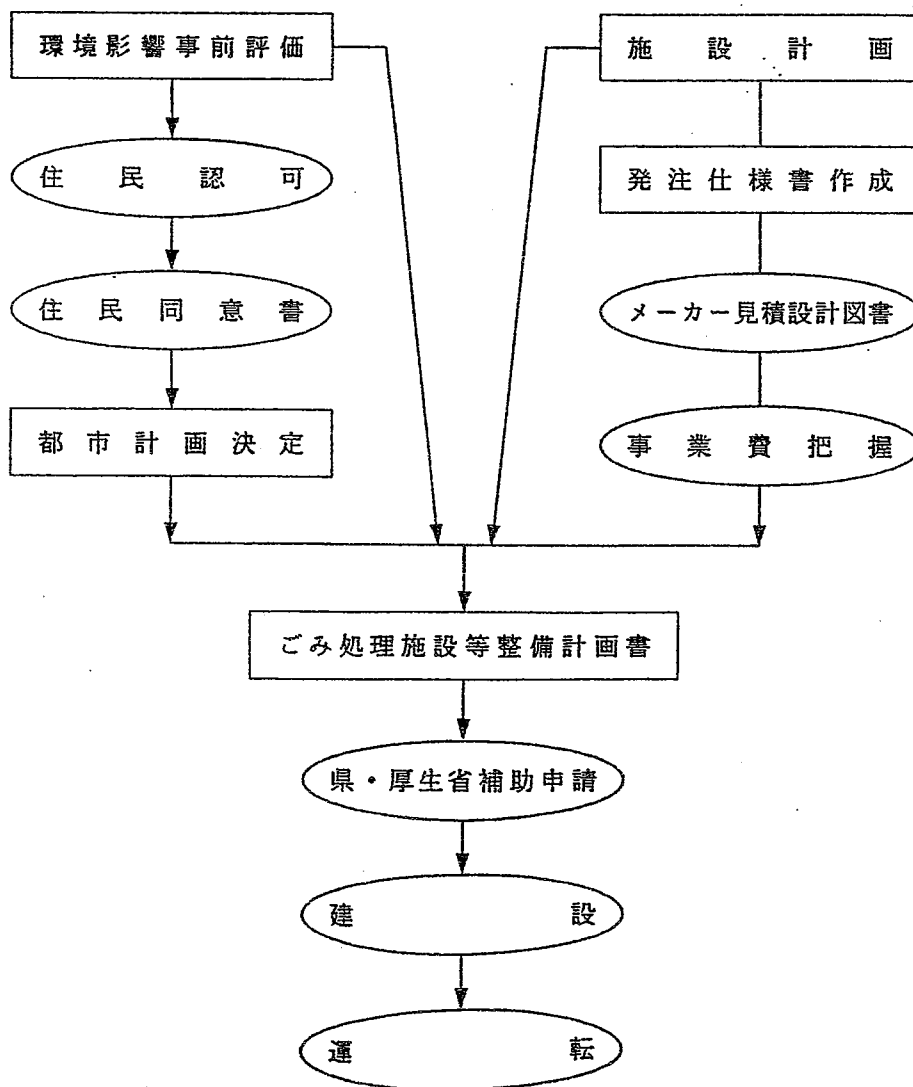 環境影響事前評価
住民認可
住民同意書
都市計画決定
施設計画
発注仕様書作成
メーカー見積設計図書
事業費把握
ごみ処理施設等整備計画書
県・厚生省補助申請
建設
運転